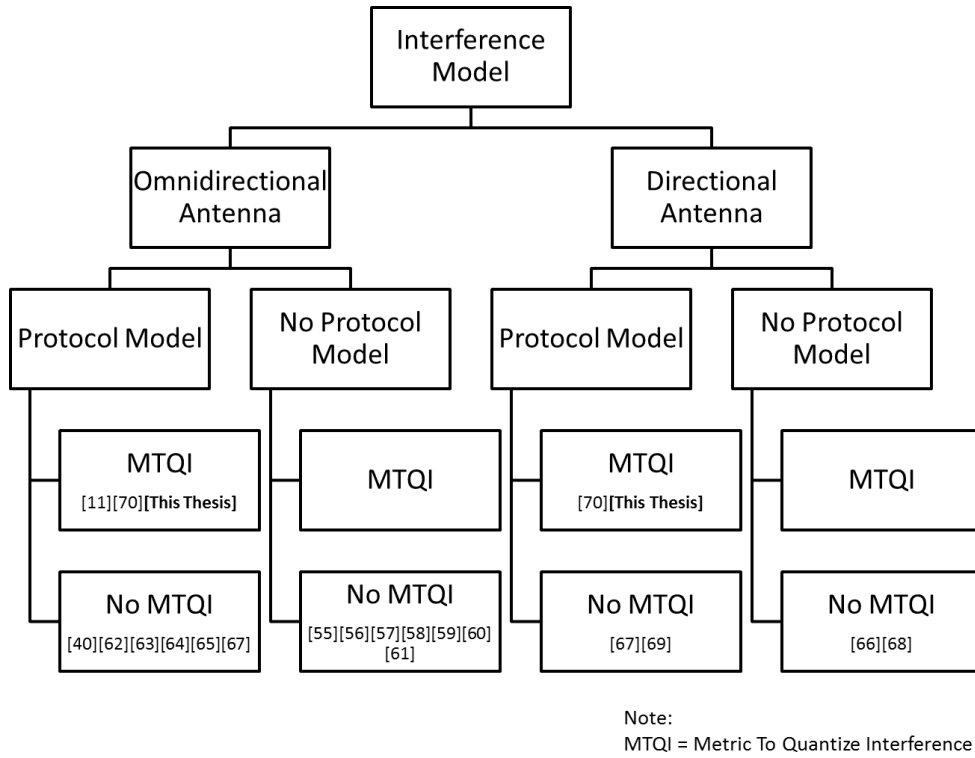 Interference
Model
Omnidirectional
Antenna
Directional
Antenna
Protocol Model
No Protocol
Model
Protocol Model
No Protocol
Model
MTQI
[11][70][This Thesis]
MTQI
MTQI
[70][This Thesis]
MTQI
No MTQI
[40][62][63][64][65][67]
No MTQI
[55][56][57][58][59][60]
[61]
No MTQI
[67][69]
No MTQI
[66][68]
Note:
MTQI = Metric To Quantize Interference